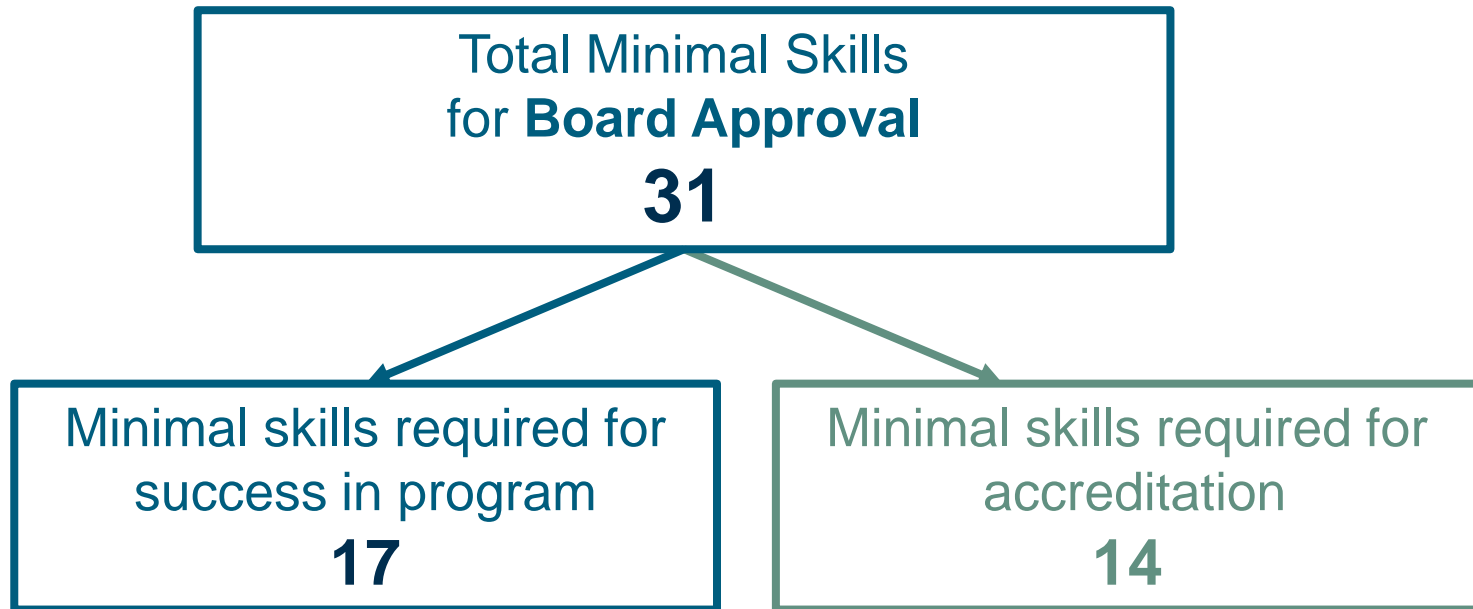 Total Minimal Skills
for Board Approval
31
Minimal skills required for
success in program
17
Minimal skills required for
accreditation
14